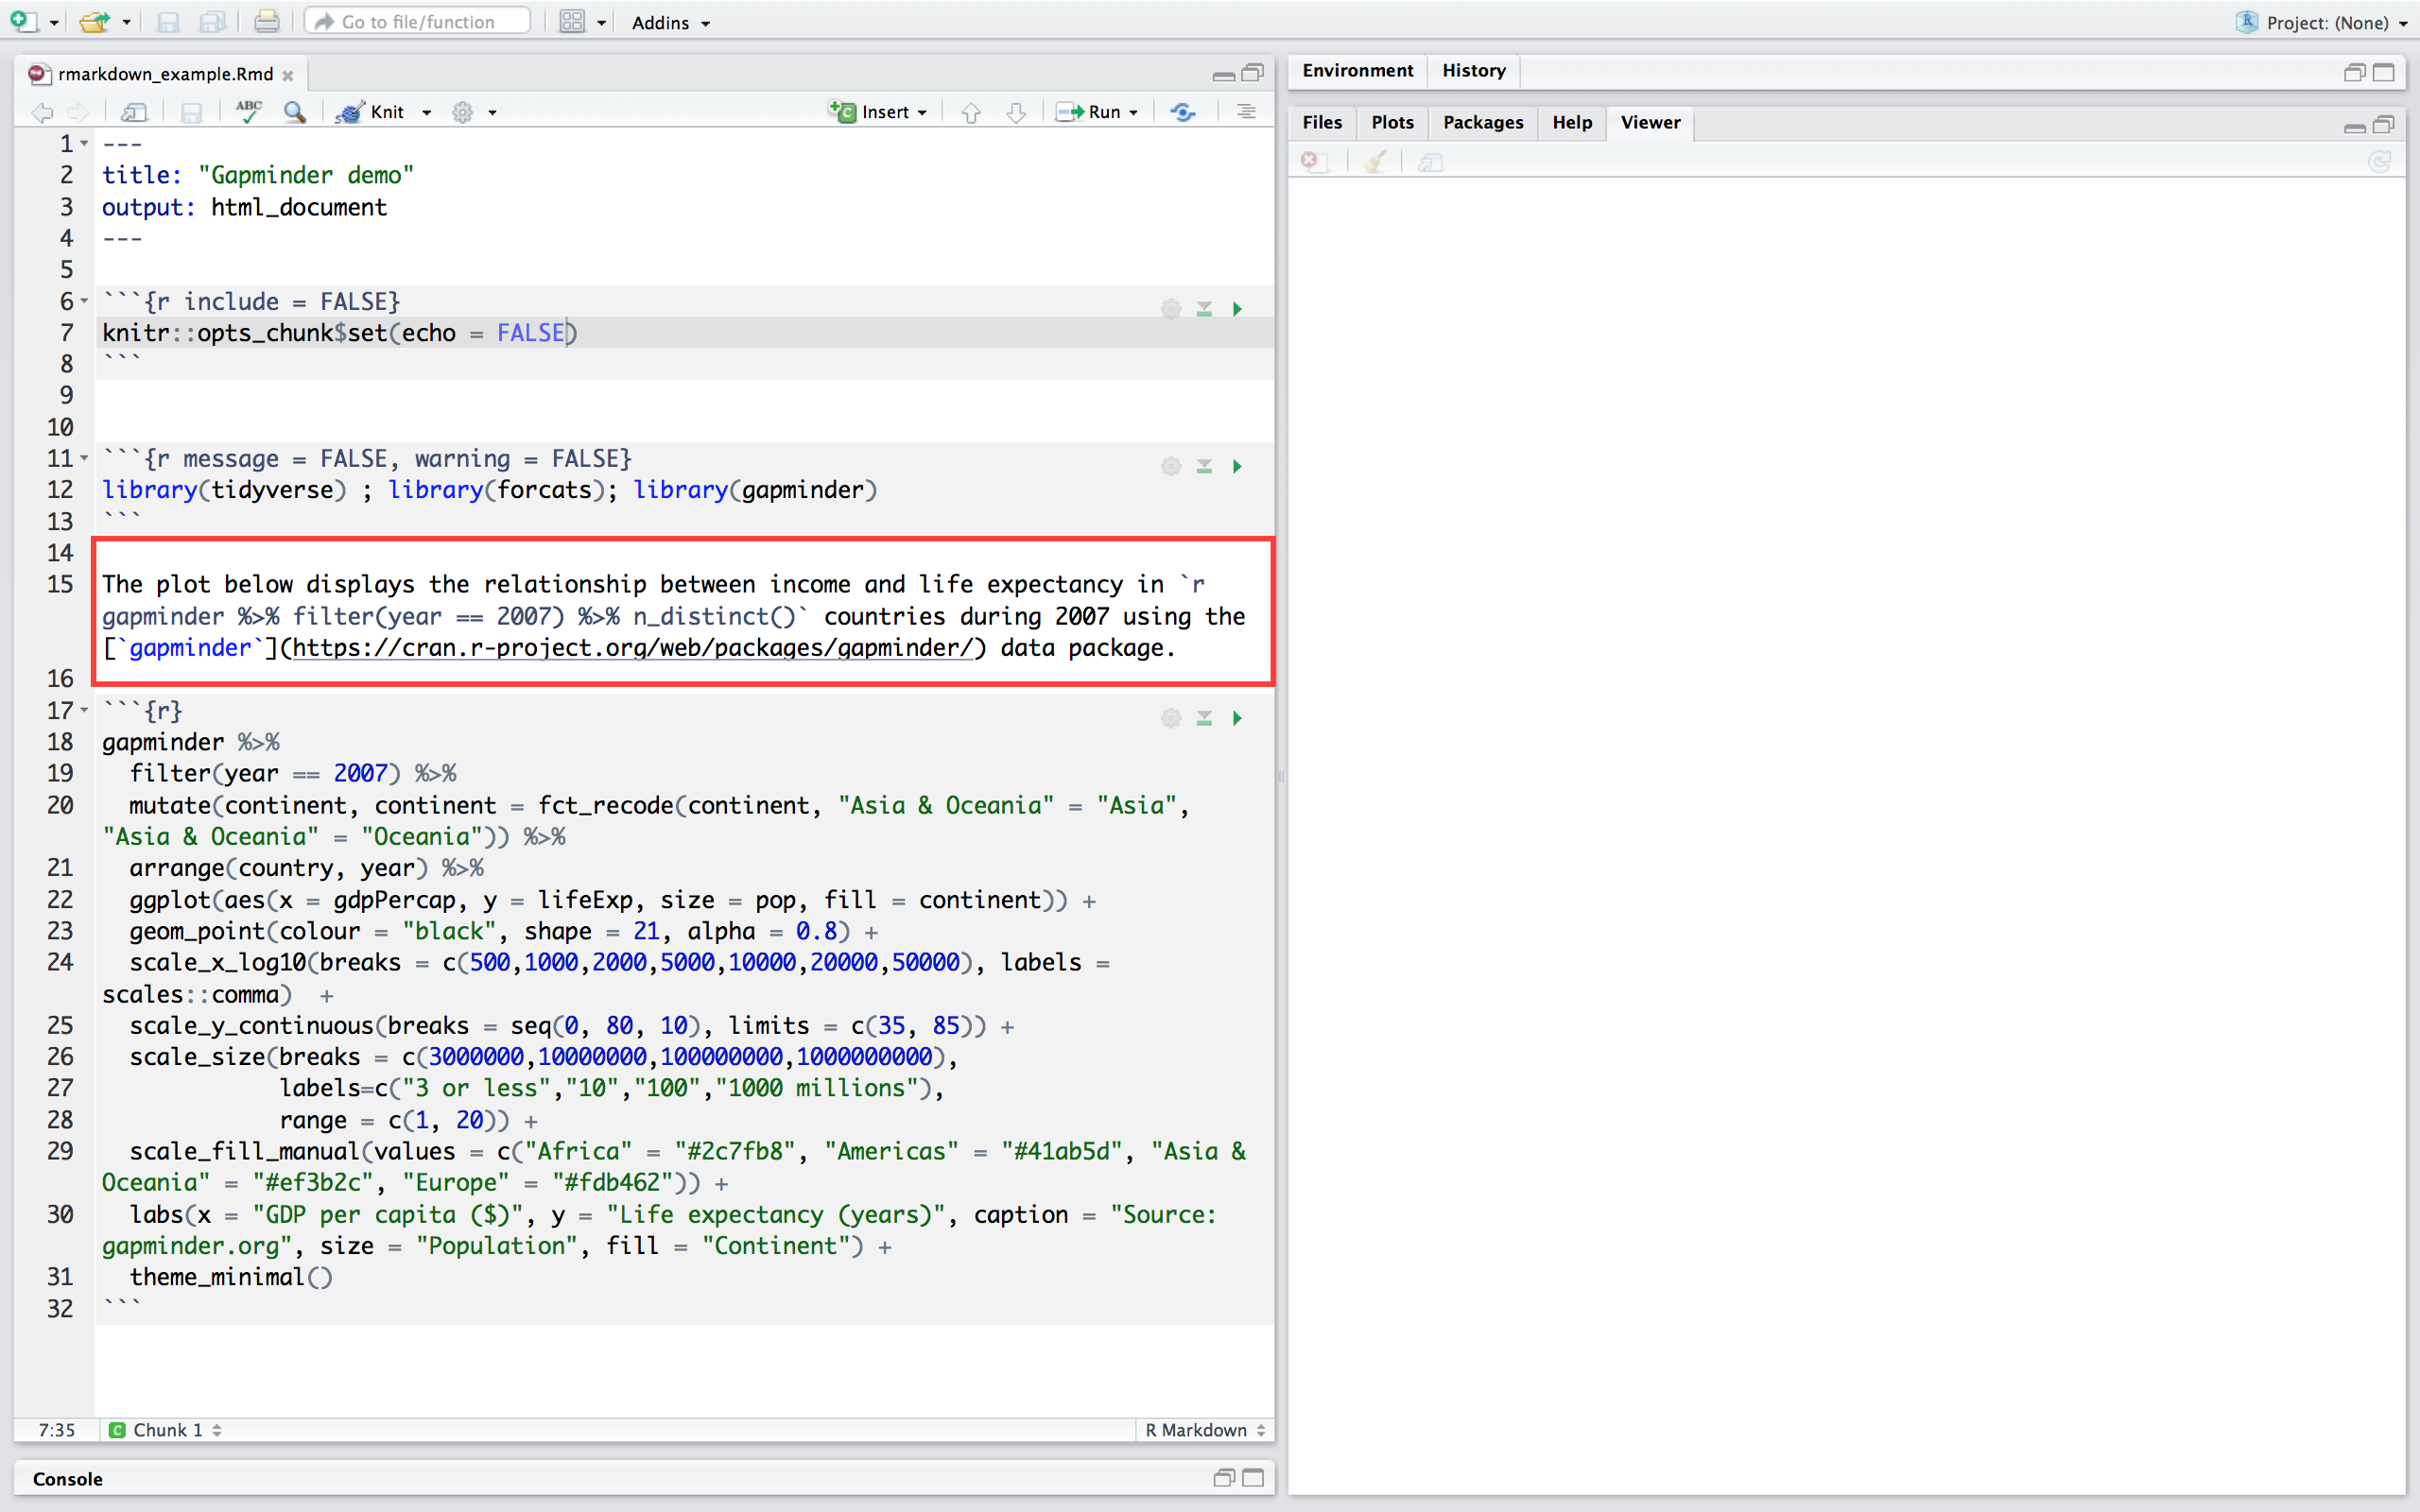 Go to file/function
Addins
Project: (None)
rmarkdown_example.Rmd
ABC
Knit
Insert
Run
1 ---
2 title: "Gapminder demo"
3 output: html_document
4 ---
5
6 ```{r include = FALSE}
7 knitr::opts_chunk$set(echo = FALSE)
8 ```
9
10
11 ```{r message = FALSE, warning = FALSE}
12 library(tidyverse) ; library(forcats); library(gapminder)
13 ```
14
15 The plot below displays the relationship between income and life expectancy in `r
gapminder %>% filter(year == 2007) %>% n_distinct()` countries during 2007 using the
[`gapminder`](https://cran.r-project.org/web/packages/gapminder/) data package.
16
17 ```{r}
18 gapminder %>%
19 filter(year == 2007) %>%
20 mutate(continent, continent = fct_recode(continent, "Asia & Oceania" = "Asia",
"Asia & Oceania" = "Oceania")) %>%
21 arrange(country, year) %>%
22 ggplot(aes(x = gdpPercap, y = lifeExp, size = pop, fill = continent)) +
23 geom_point(colour = "black", shape = 21, alpha = 0.8) +
24 scale_x_log10(breaks = c(500,1000,2000,5000,10000,20000,50000), labels =
scales::comma)  +
25 scale_y_continuous(breaks = seq(0, 80, 10), limits = c(35, 85)) +
26 scale_size(breaks = c(3000000,10000000,100000000,1000000000),
27 labels=c("3 or less","10","100","1000 millions"),
28 range = c(1, 20)) +
29 scale_fill_manual(values = c("Africa" = "#2c7fb8", "Americas" = "#41ab5d", "Asia &
Oceania" = "#ef3b2c", "Europe" = "#fdb462")) +
30 labs(x = "GDP per capita ($)", y = "Life expectancy (years)", caption = "Source:
gapminder.org", size = "Population", fill = "Continent") +
31 theme_minimal()
32 ```
7:35
C Chunk 1
R Markdown
Console
Environment
History
Files
Plots
Packages
Help
Viewer